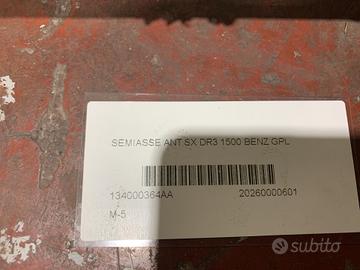 SEMIASSE ANT SX DR3 1500 BENZ GPL
134000364AA 20260000601
M-5
subito